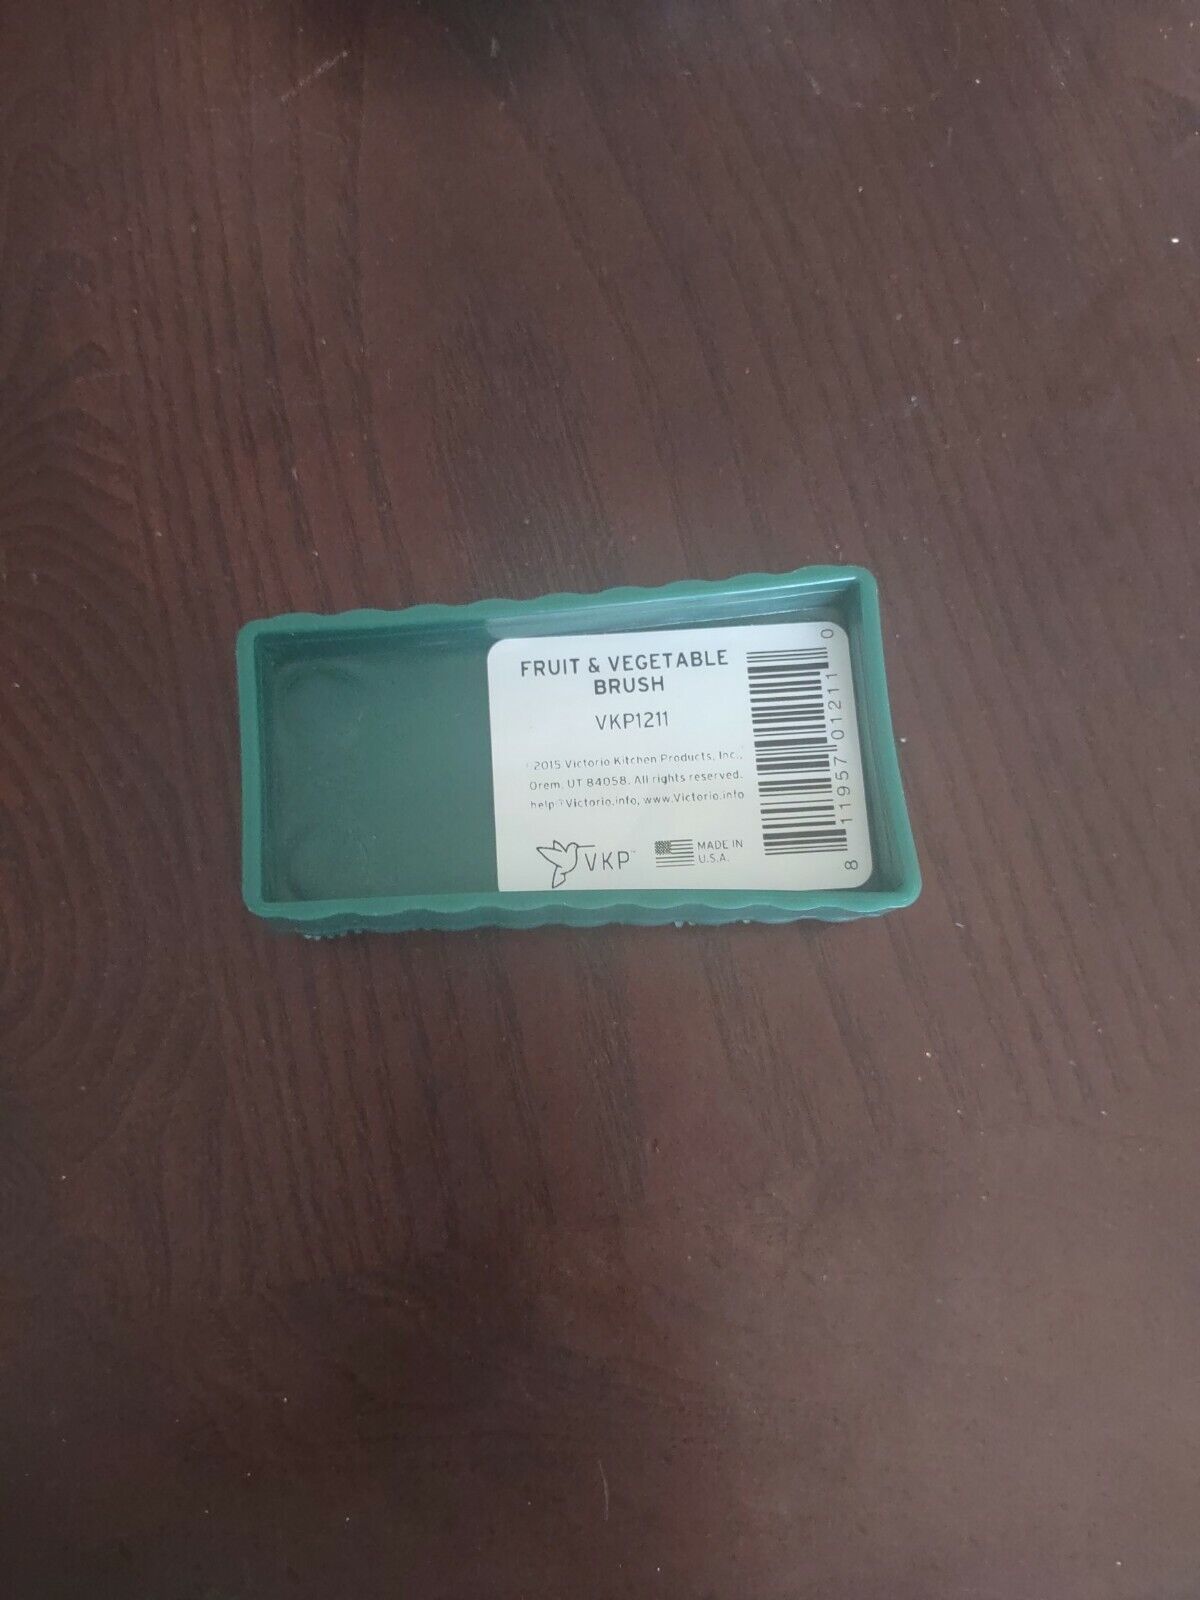 FRUIT & VEGETABLE
BRUSH
VKP1211
©2015 Victorio Kitchen Products, Inc.,
Orem, UT 84058. All rights reserved.
help@Victorio.info, www.Victorio.info
VKP™
MADE IN
U.S.A.
8 11957 01211 0